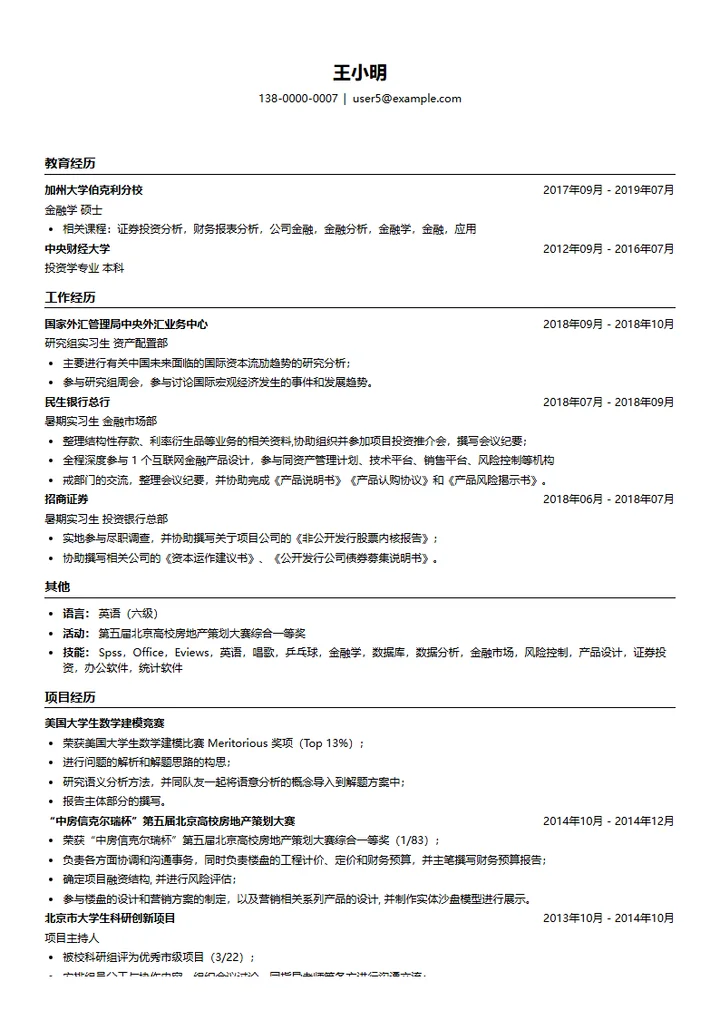 王小明
138-0000-0007 | user5@example.com
教育经历
加州大学伯克利分校 2017年09月 - 2019年07月
金融学 硕士
• 相关课程：证券投资分析，财务报表分析，公司金融，金融分析，金融学，金融，应用
中央财经大学 2012年09月 - 2016年07月
投资学专业 本科
工作经历
国家外汇管理局中央外汇业务中心 2018年09月 - 2018年10月
研究组实习生 资产配置部
• 主要进行有关中国未来面临的国际资本流动趋势的研究分析；
• 参与研究组周会，参与讨论国际宏观经济发生的事件和发展趋势。
民生银行总行 2018年07月 - 2018年09月
暑期实习生 金融市场部
• 整理结构性存款、利率衍生品等业务的相关资料,协助组织并参加项目投资推介会，撰写会议纪要；
• 全程深度参与 1 个互联网金融产品设计，参与同资产管理计划、技术平台、销售平台、风险控制等机构
• 或部门的交流，整理会议纪要，并协助完成《产品说明书》《产品认购协议》和《产品风险揭示书》。
招商证券 2018年06月 - 2018年07月
暑期实习生 投资银行总部
• 实地参与尽职调查，并协助撰写关于项目公司的《非公开发行股票内核报告》；
• 协助撰写相关公司的《资本运作建议书》、《公开发行公司债券募集说明书》。
其他
• 语言： 英语（六级）
• 活动： 第五届北京高校房地产策划大赛综合一等奖
• 技能： Spss，Office，Eviews，英语，唱歌，乒乓球，金融学，数据库，数据分析，金融市场，风险控制，产品设计，证券投
资，办公软件，统计软件
项目经历
美国大学生数学建模竞赛
• 荣获美国大学生数学建模比赛 Meritorious 奖项（Top 13%）；
• 进行问题的解析和解题思路的构思；
• 研究语义分析方法，并同队友一起将语意分析的概念导入到解题方案中；
• 报告主体部分的撰写。
“中房信克尔瑞杯”第五届北京高校房地产策划大赛 2014年10月 - 2014年12月
• 荣获“中房信克尔瑞杯”第五届北京高校房地产策划大赛综合一等奖（1/83）；
• 负责各方面协调和沟通事务，同时负责楼盘的工程计价、定价和财务预算，并主笔撰写财务预算报告；
• 确定项目融资结构, 并进行风险评估；
• 参与楼盘的设计和营销方案的制定，以及营销相关系列产品的设计, 并制作实体沙盘模型进行展示。
北京市大学生科研创新项目 2013年10月 - 2014年10月
项目主持人
• 被校科研组评为优秀市级项目（3/22）；